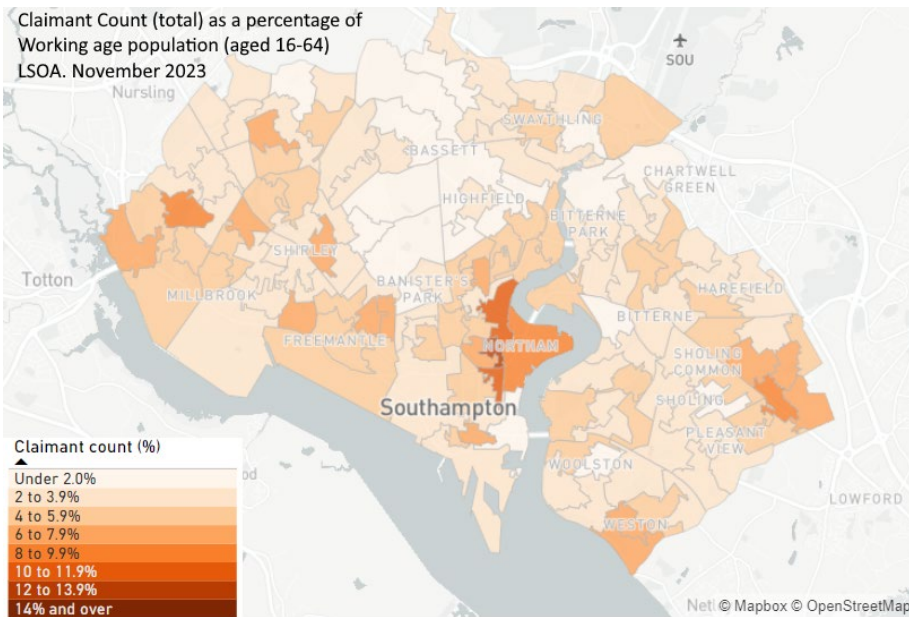 Claimant Count (total) as a percentage of
Working age population (aged 16-64)
LSOA. November 2023
SOU
Nursling
SWAYTHLING
BASSETT
CHARTWELL
GREEN
HIGHFIELD
BITTERNE
PARK
SHIRLEY
Totton
BANISTER'S
PARK
MILLBROOK
HAREFIELD
BITTERNE
FREEMANTLE
NORTHAM
SHOLING
COMMON
SHOLING
Southampton
PLEASANT
VIEW
WOOLSTON
LOWFORD
WESTON
Claimant count (%)
Under 2.0%
2 to 3.9%
4 to 5.9%
6 to 7.9%
8 to 9.9%
10 to 11.9%
12 to 13.9%
14% and over
© Mapbox © OpenStreetMap